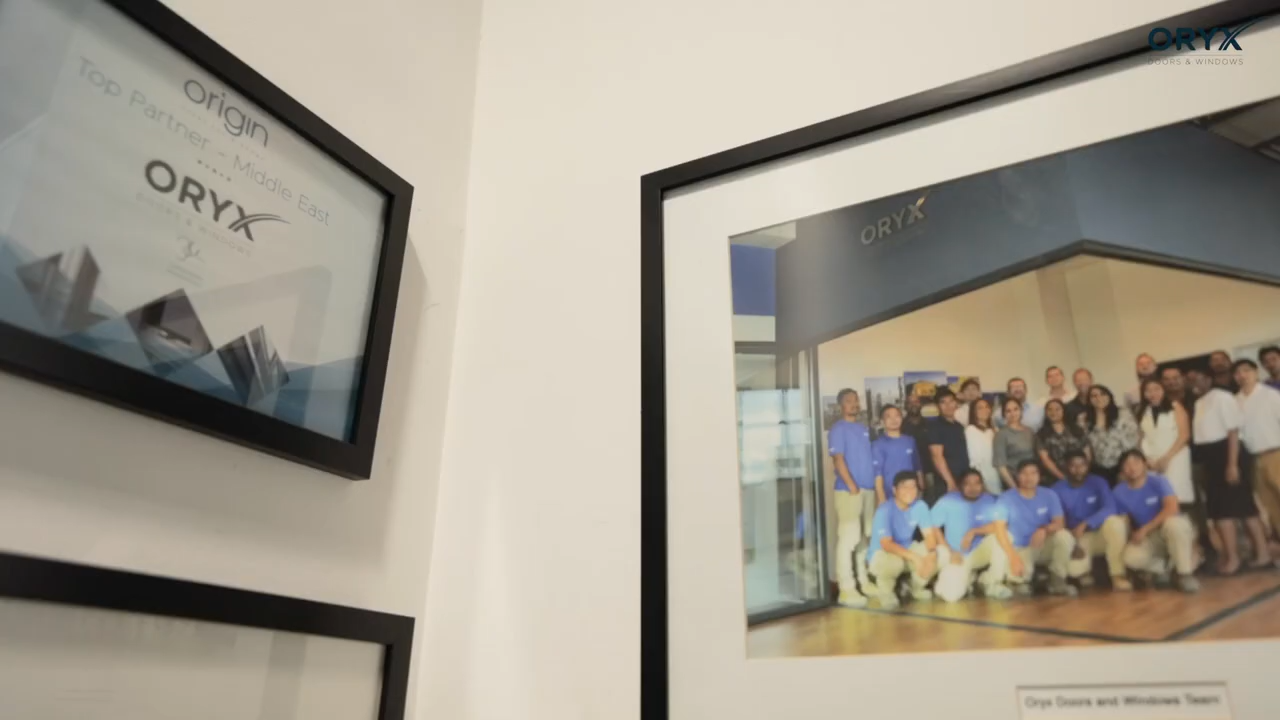 origin
Top Partner - Middle East
ORYX
DOORS & WINDOWS
ORYX
Oryx Doors and Windows Team
ORYX
DOORS & WINDOWS